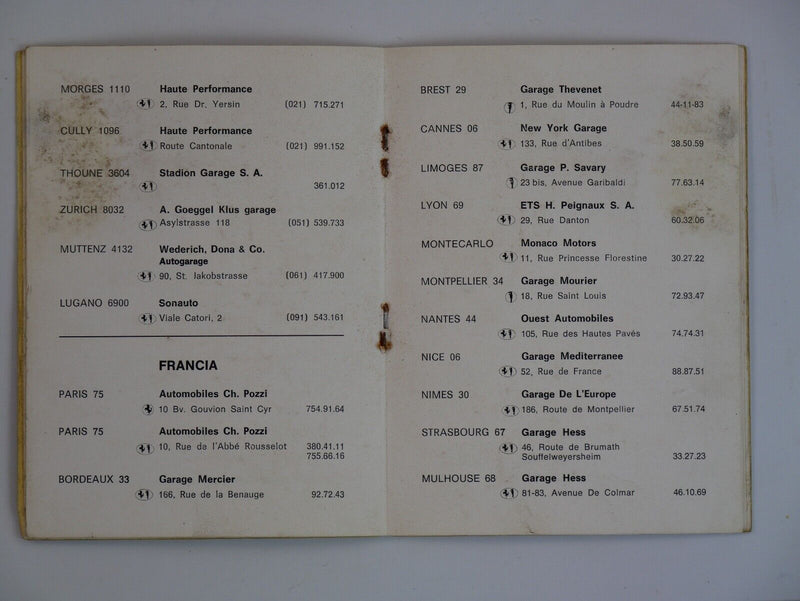 MORGES 1110 Haute Performance
2, Rue Dr. Yersin (021) 715.271
CULLY 1096 Haute Performance
Route Cantonale (021) 991.152
THOUNE 3604 Stadion Garage S. A.
361.012
ZURICH 8032 A. Goeggel Klus garage
Asylstrasse 118 (051) 539.733
MUTTENZ 4132 Wederich, Dona & Co.
Autogarage
90, St. Jakobstrasse (061) 417.900
LUGANO 6900 Sonauto
Viale Catori, 2 (091) 543.161
FRANCIA
PARIS 75 Automobiles Ch. Pozzi
10 Bv. Gouvion Saint Cyr 754.91.64
PARIS 75 Automobiles Ch. Pozzi
10, Rue de l'Abbé Rousselot 380.41.11
755.66.16
BORDEAUX 33 Garage Mercier
166, Rue de la Benauge 92.72.43
BREST 29 Garage Thevenet
1, Rue du Moulin à Poudre 44-11-83
CANNES 06 New York Garage
133, Rue d'Antibes 38.50.59
LIMOGES 87 Garage P. Savary
23 bis, Avenue Garibaldi 77.63.14
LYON 69 ETS H. Peignaux S. A.
29, Rue Danton 60.32.06
MONTECARLO Monaco Motors
11, Rue Princesse Florestine 30.27.22
MONTPELLIER 34 Garage Mourier
18, Rue Saint Louis 72.93.47
NANTES 44 Ouest Automobiles
105, Rue des Hautes Pavés 74.74.31
NICE 06 Garage Mediterranee
52, Rue de France 88.87.51
NIMES 30 Garage De L'Europe
186, Route de Montpellier 67.51.74
STRASBOURG 67 Garage Hess
46, Route de Brumath
Souffelweyersheim 33.27.23
MULHOUSE 68 Garage Hess
81-83, Avenue De Colmar 46.10.69